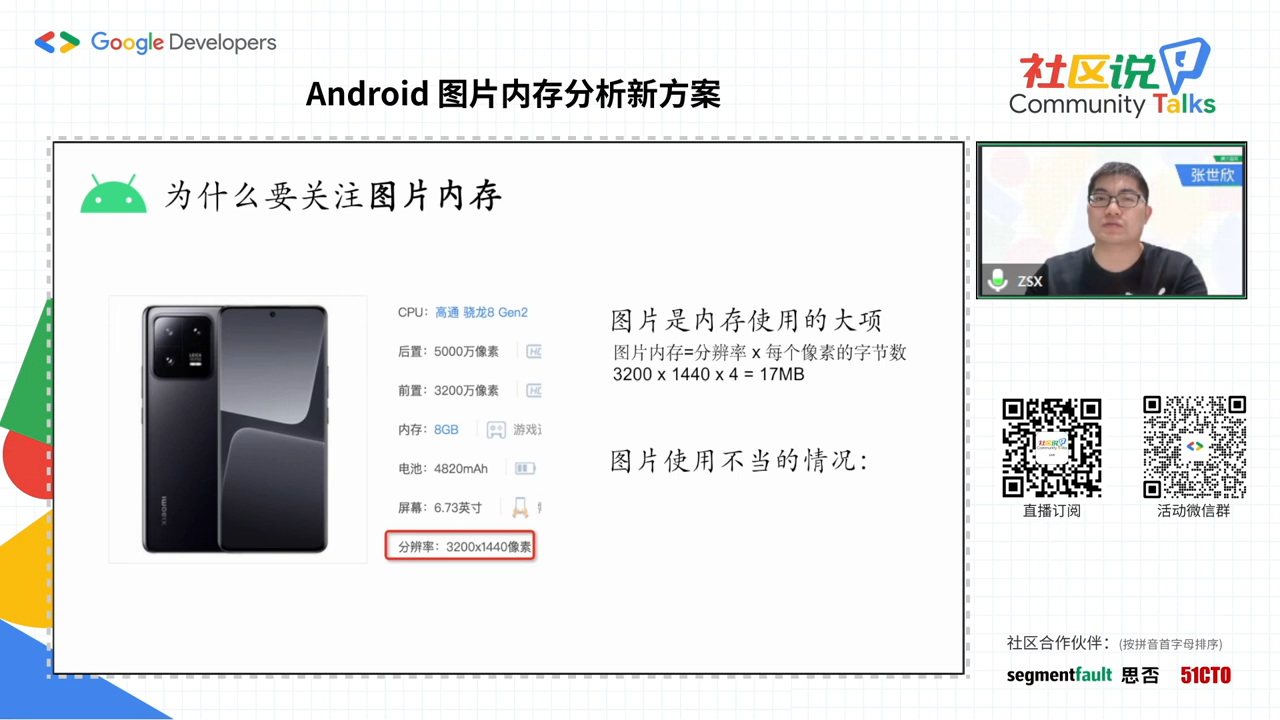 Google Developers
Android 图片内存分析新方案
社区说
Community Talks
为什么要关注图片内存
CPU：高通 骁龙8 Gen2
后置：5000万像素
前置：3200万像素
内存：8GB
电池：4820mAh
屏幕：6.73英寸
分辨率：3200x1440像素
图片是内存使用的大项
图片内存=分辨率 x 每个像素的字节数
3200 x 1440 x 4 = 17MB
图片使用不当的情况：
张世欣
ZSX
直播订阅
活动微信群
社区合作伙伴：(按拼音首字母排序)
segmentfault 思否 51CTO